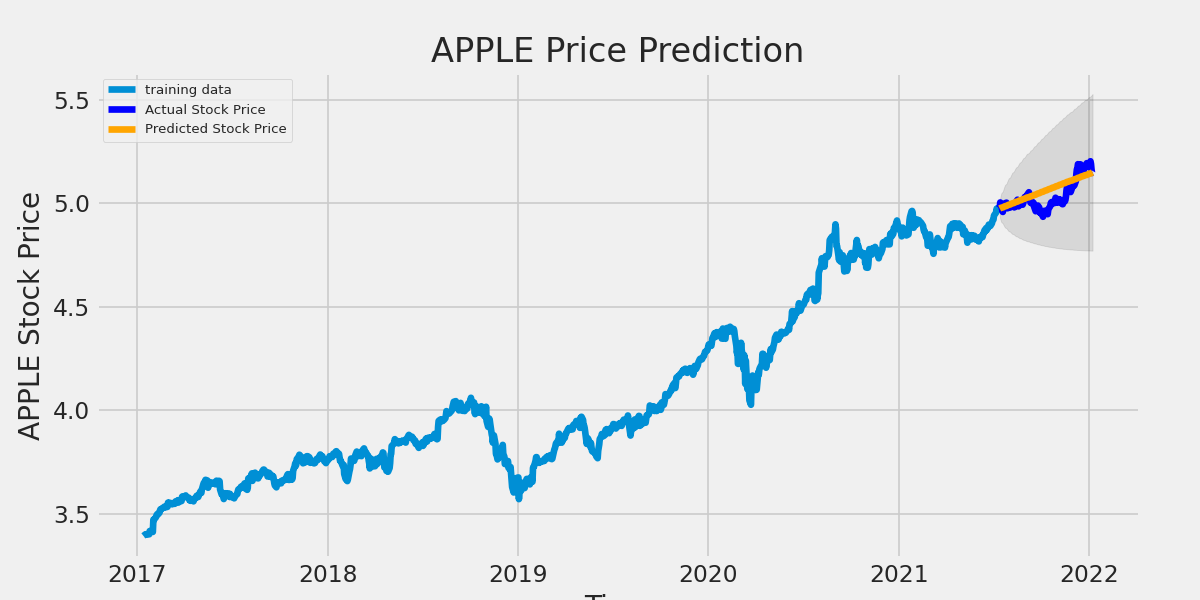 APPLE Price Prediction
training data
Actual Stock Price
Predicted Stock Price
APPLE Stock Price
5.5
5.0
4.5
4.0
3.5
2017 2018 2019 2020 2021 2022